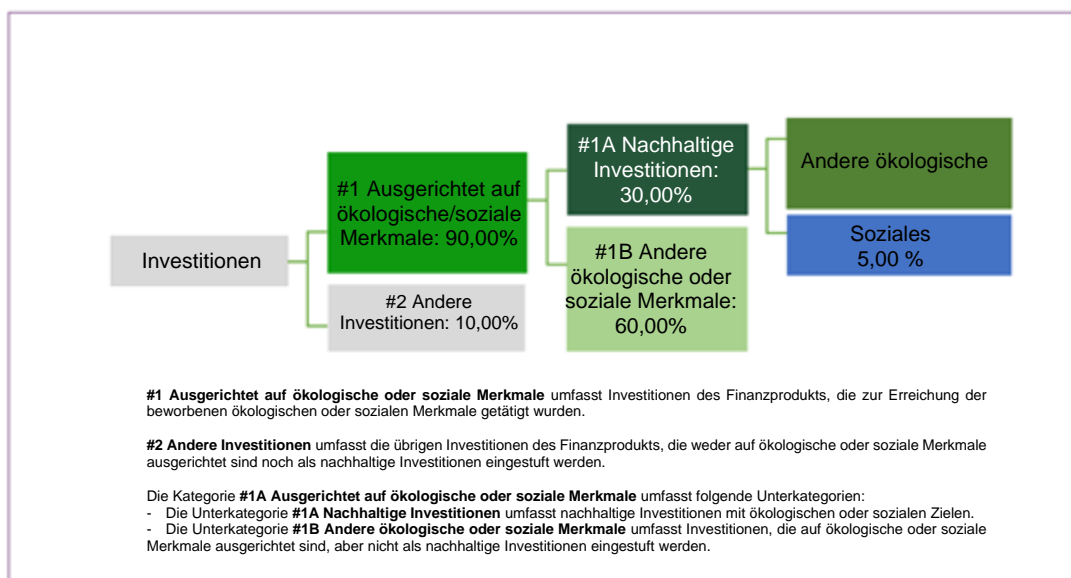 Investitionen
#1 Ausgerichtet auf
ökologische/soziale
Merkmale: 90,00%
#2 Andere
Investitionen: 10,00%
#1A Nachhaltige
Investitionen:
30,00%
#1B Andere
ökologische oder
soziale Merkmale:
60,00%
Andere ökologische
Soziales
5,00 %
#1 Ausgerichtet auf ökologische oder soziale Merkmale umfasst Investitionen des Finanzprodukts, die zur Erreichung der
beworbenen ökologischen oder sozialen Merkmale getätigt wurden.
#2 Andere Investitionen umfasst die übrigen Investitionen des Finanzprodukts, die weder auf ökologische oder soziale Merkmale
ausgerichtet sind noch als nachhaltige Investitionen eingestuft werden.
Die Kategorie #1A Ausgerichtet auf ökologische oder soziale Merkmale umfasst folgende Unterkategorien:
- Die Unterkategorie #1A Nachhaltige Investitionen umfasst nachhaltige Investitionen mit ökologischen oder sozialen Zielen.
- Die Unterkategorie #1B Andere ökologische oder soziale Merkmale umfasst Investitionen, die auf ökologische oder soziale
Merkmale ausgerichtet sind, aber nicht als nachhaltige Investitionen eingestuft werden.